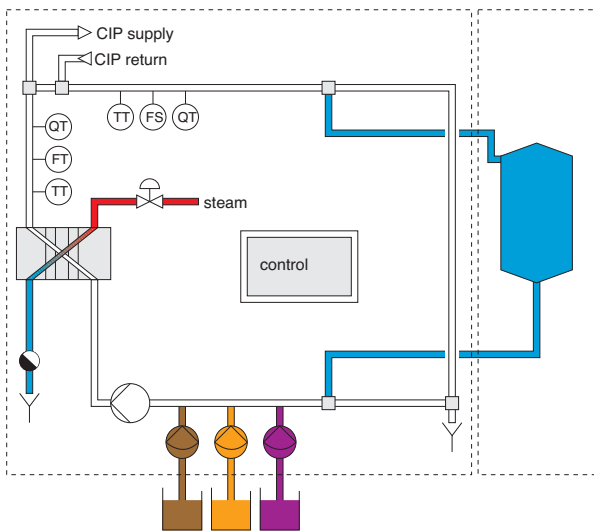 CIP supply
CIP return
TT FS QT
QT
FT
TT
steam
control